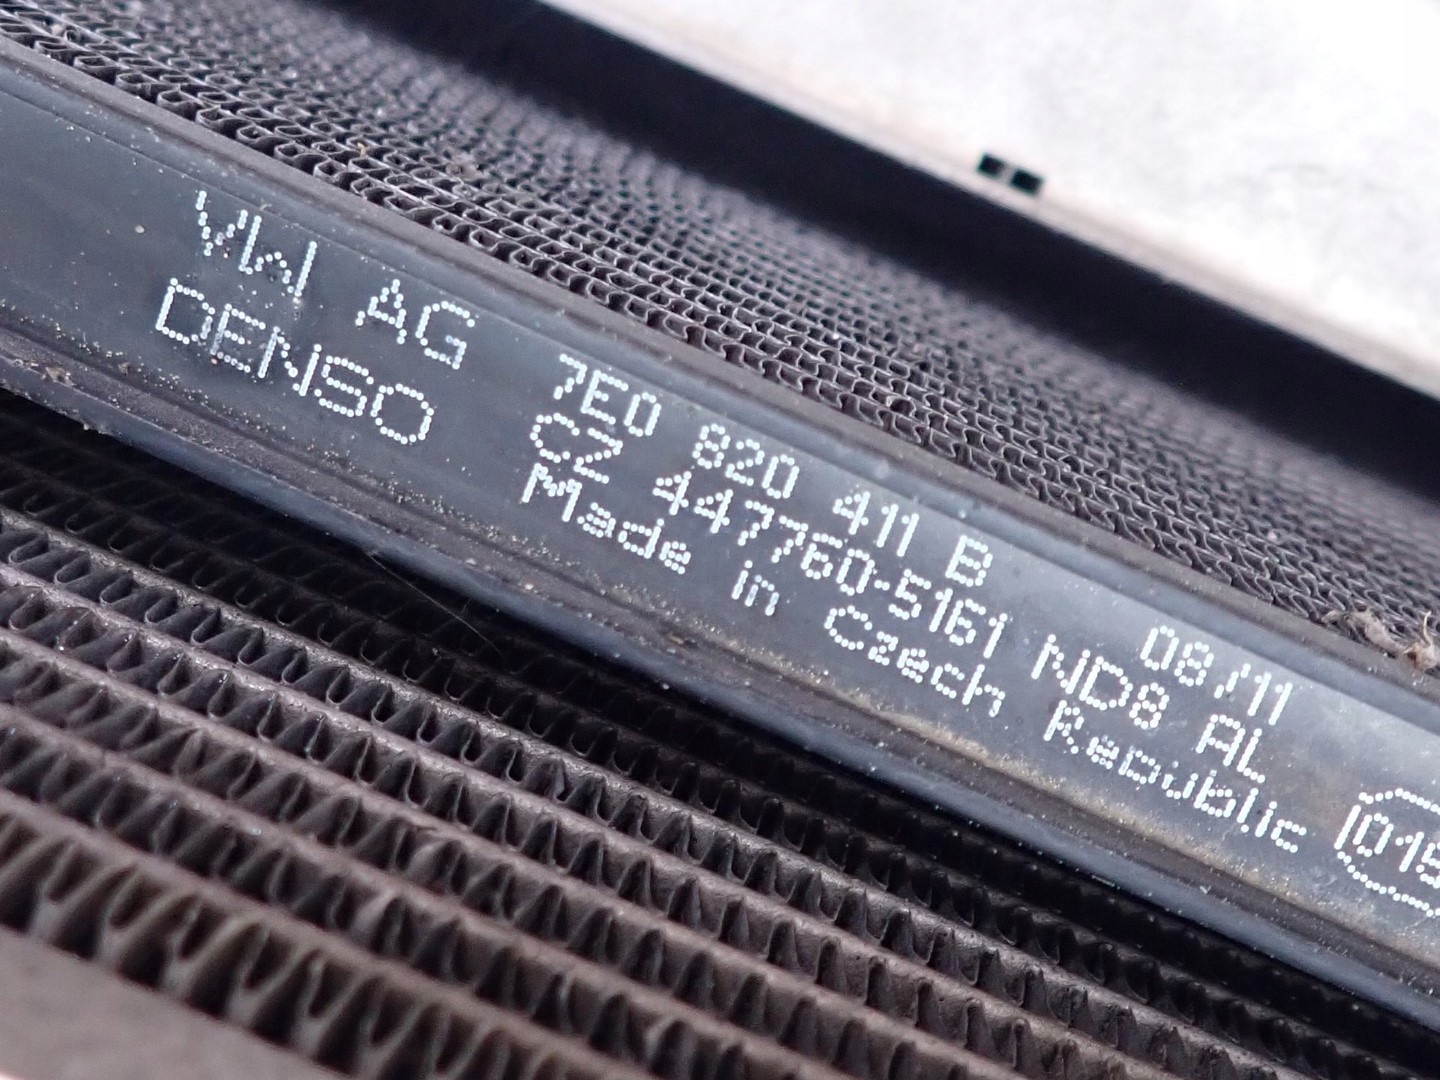 VW AG 7E0 820 411 B 08/11
DENSO CZ 447760-5161 ND8 AL
Made in Czech Republic